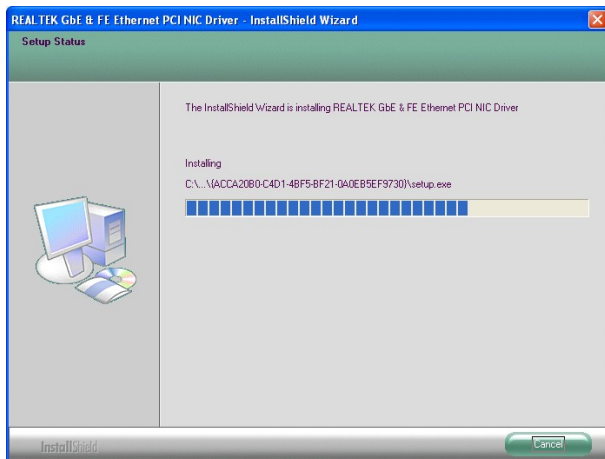 REALTEK GbE & FE Ethernet PCI NIC Driver - InstallShield Wizard
Setup Status
The InstallShield Wizard is installing REALTEK GbE & FE Ethernet PCI NIC Driver
Installing
C:\...\{ACCA20B0-C4D1-4BF5-BF21-0A0EB5EF9730}\setup.exe
InstallShield
Cancel